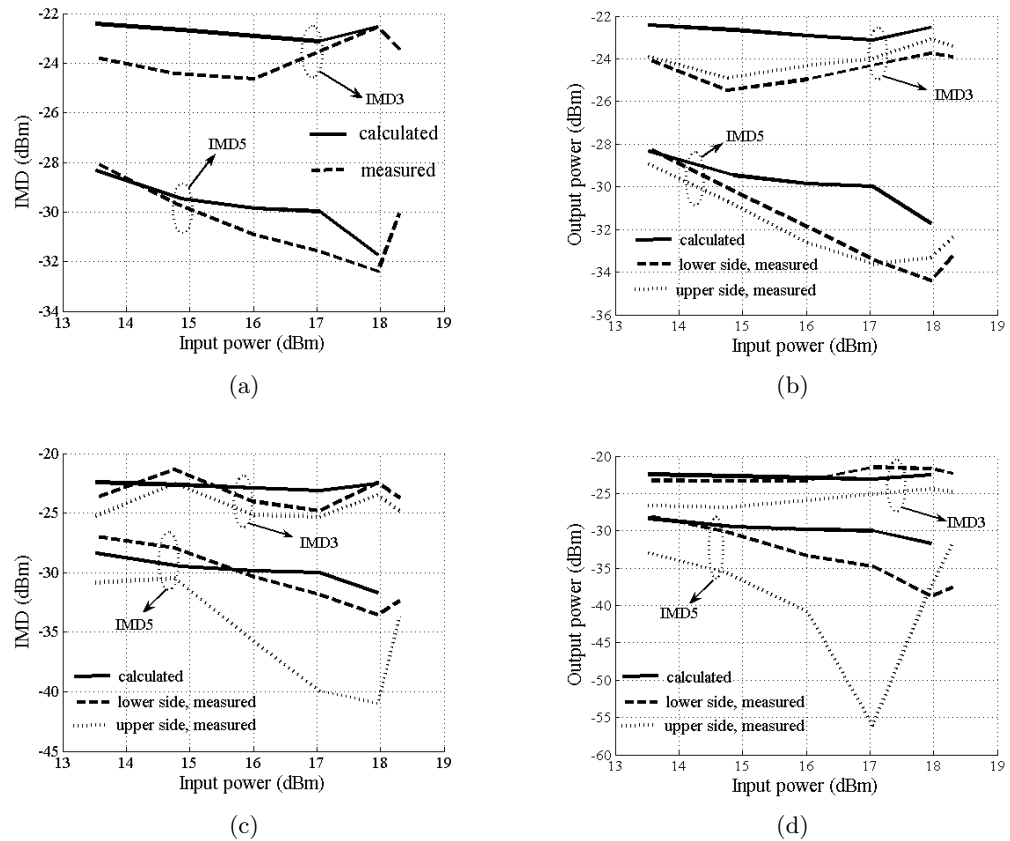 -22
-24
-26
-28
-30
-32
-34
IMD (dBm)
IMD3
calculated
measured
IMD5
13 14 15 16 17 18 19
Input power (dBm)
(a)
-22
-24
-26
-28
-30
-32
-34
-36
Output power (dBm)
IMD3
IMD5
calculated
lower side, measured
upper side, measured
13 14 15 16 17 18 19
Input power (dBm)
(b)
-20
-25
-30
-35
-40
-45
IMD (dBm)
IMD3
IMD5
calculated
lower side, measured
upper side, measured
13 14 15 16 17 18 19
Input power (dBm)
(c)
-20
-25
-30
-35
-40
-45
-50
-55
-60
Output power (dBm)
IMD3
IMD5
calculated
lower side, measured
upper side, measured
13 14 15 16 17 18 19
Input power (dBm)
(d)